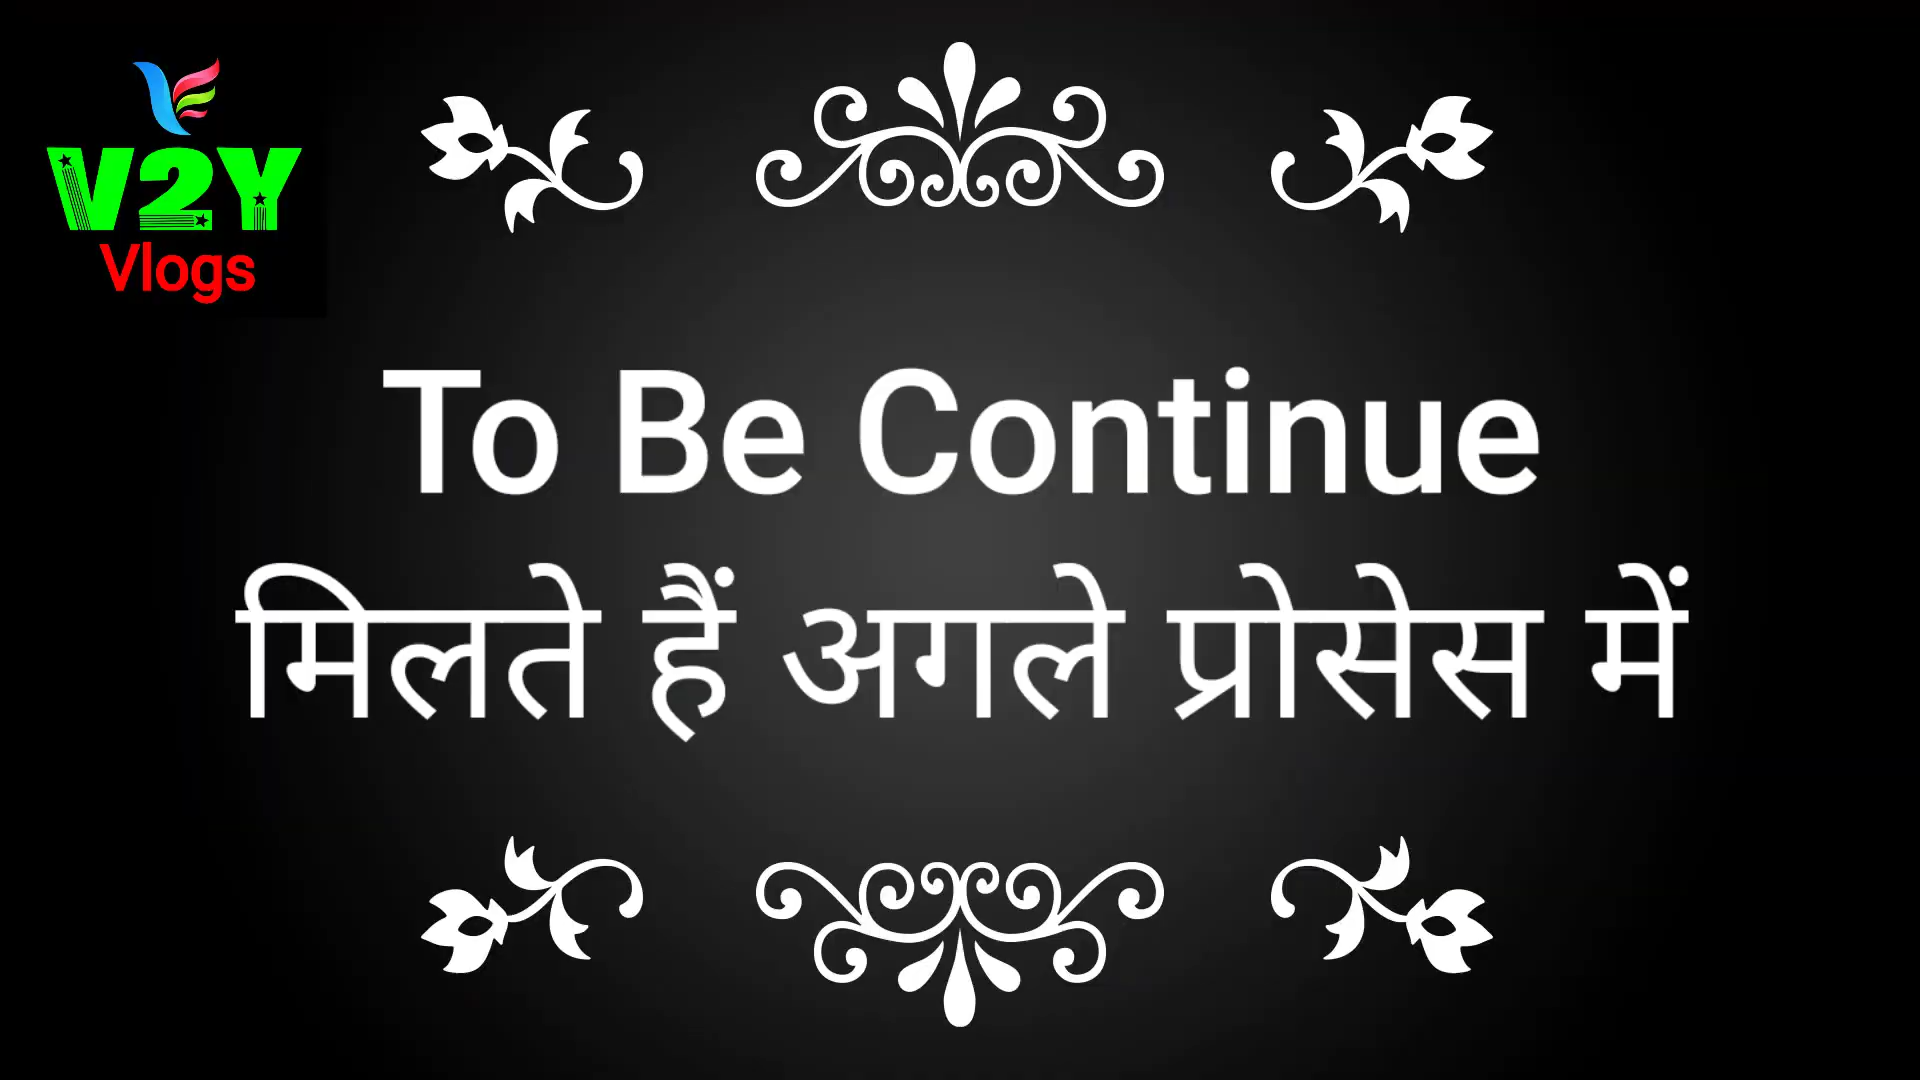 V2Y
Vlogs
To Be Continue
मिलते हैं अगले प्रोसेस में